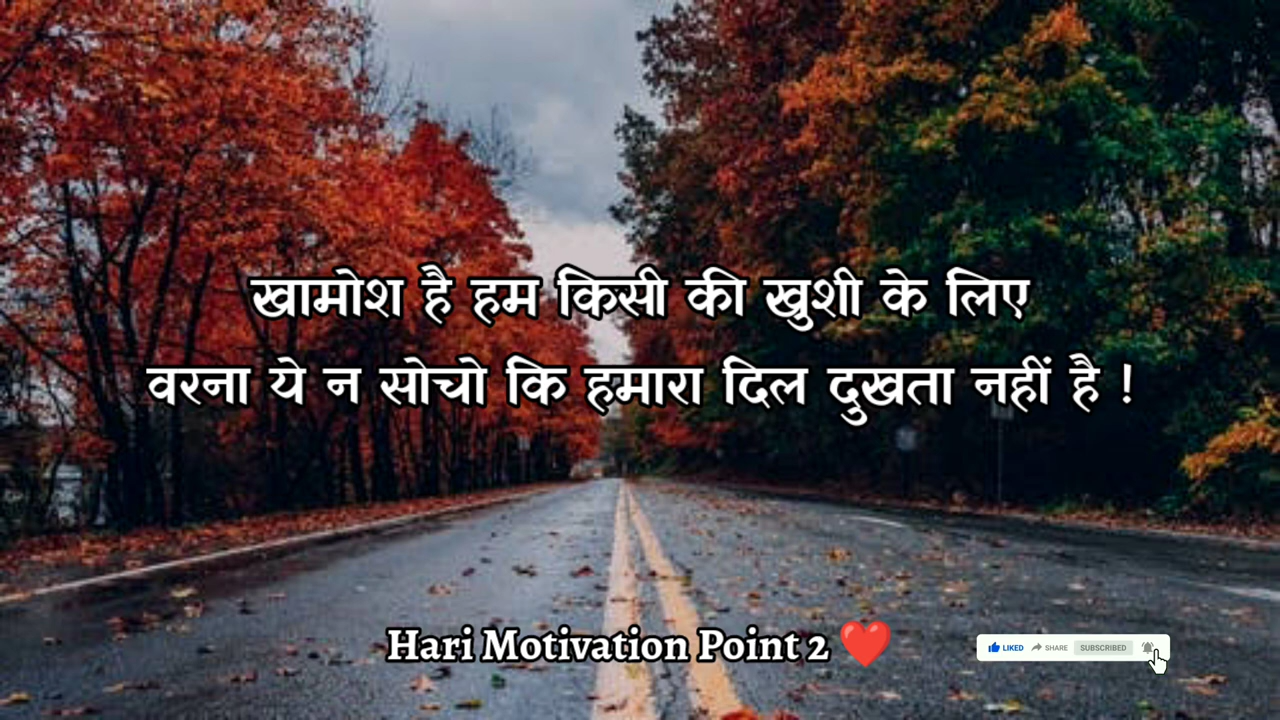 खामोश है हम किसी की खुशी के लिए
वरना ये न सोचो कि हमारा दिल दुखता नहीं है !
Hari Motivation Point 2 ❤️
LIKED SHARE SUBSCRIBED